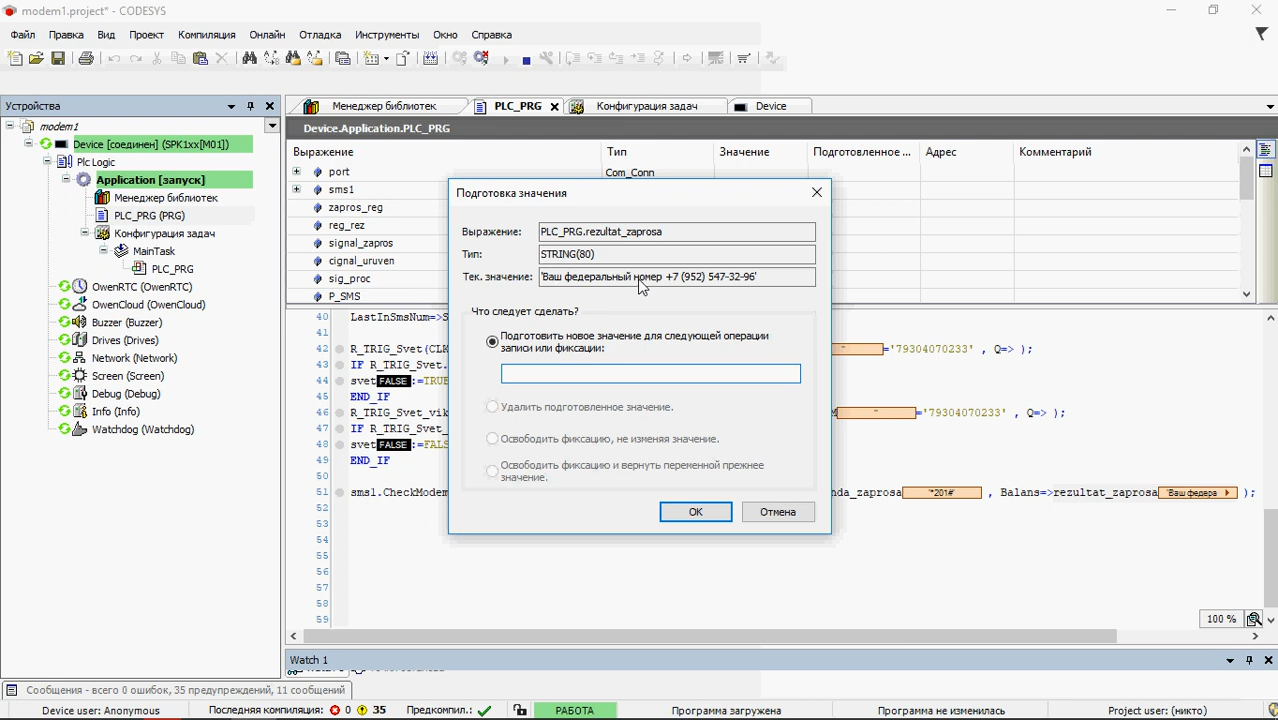 modem1.project* - CODESYS
Файл Правка Вид Проект Компиляция Онлайн Отладка Инструменты Окно Справка
Устройства
modem1
Device [соединен] (SPK1xx[M01])
Plc Logic
Application [запуск]
Менеджер библиотек
PLC_PRG (PRG)
Конфигурация задач
MainTask
PLC_PRG
OwenRTC (OwenRTC)
OwenCloud (OwenCloud)
Buzzer (Buzzer)
Drives (Drives)
Network (Network)
Screen (Screen)
Debug (Debug)
Info (Info)
Watchdog (Watchdog)
Менеджер библиотек PLC_PRG Конфигурация задач Device
Device.Application.PLC_PRG
Выражение Тип Значение Подготовленное ... Адрес Комментарий
port Com_Conn
sms1
zapros_reg
reg_rez
signal_zapros
cignal_uruven
sig_proc
P_SMS
Подготовка значения
Выражение: PLC_PRG.rezultat_zaprosa
Тип: STRING(80)
Тек. значение: 'Ваш федеральный номер +7 (952) 547-32-96'
Что следует сделать?
Подготовить новое значение для следующей операции
записи или фиксации:
Удалить подготовленное значение.
Освободить фиксацию, не изменяя значение.
Освободить фиксацию и вернуть переменной прежнее
значение.
OK Отмена
40 LastInSmsNum=>S
41
42 R_TRIG_Svet(CLK '' ='79304070233' , Q=> );
43 IF R_TRIG_Svet.
44 svet FALSE :=TRUE
45 END_IF
46 R_TRIG_Svet_vik '' ='79304070233' , Q=> );
47 IF R_TRIG_Svet_
48 svet FALSE :=FALS
49 END_IF
50
51 sms1.CheckModem nda_zaprosa '*201#' , Balans=>rezultat_zaprosa 'Ваш федера );
52
53
54
55
56
57
58
59
100 %
Watch 1
Сообщения - всего 0 ошибок, 35 предупреждений, 11 сообщений
Device user: Anonymous Последняя компиляция: 0 35 Предкомпил.: РАБОТА Программа загружена Программа не изменилась Project user: (никто)